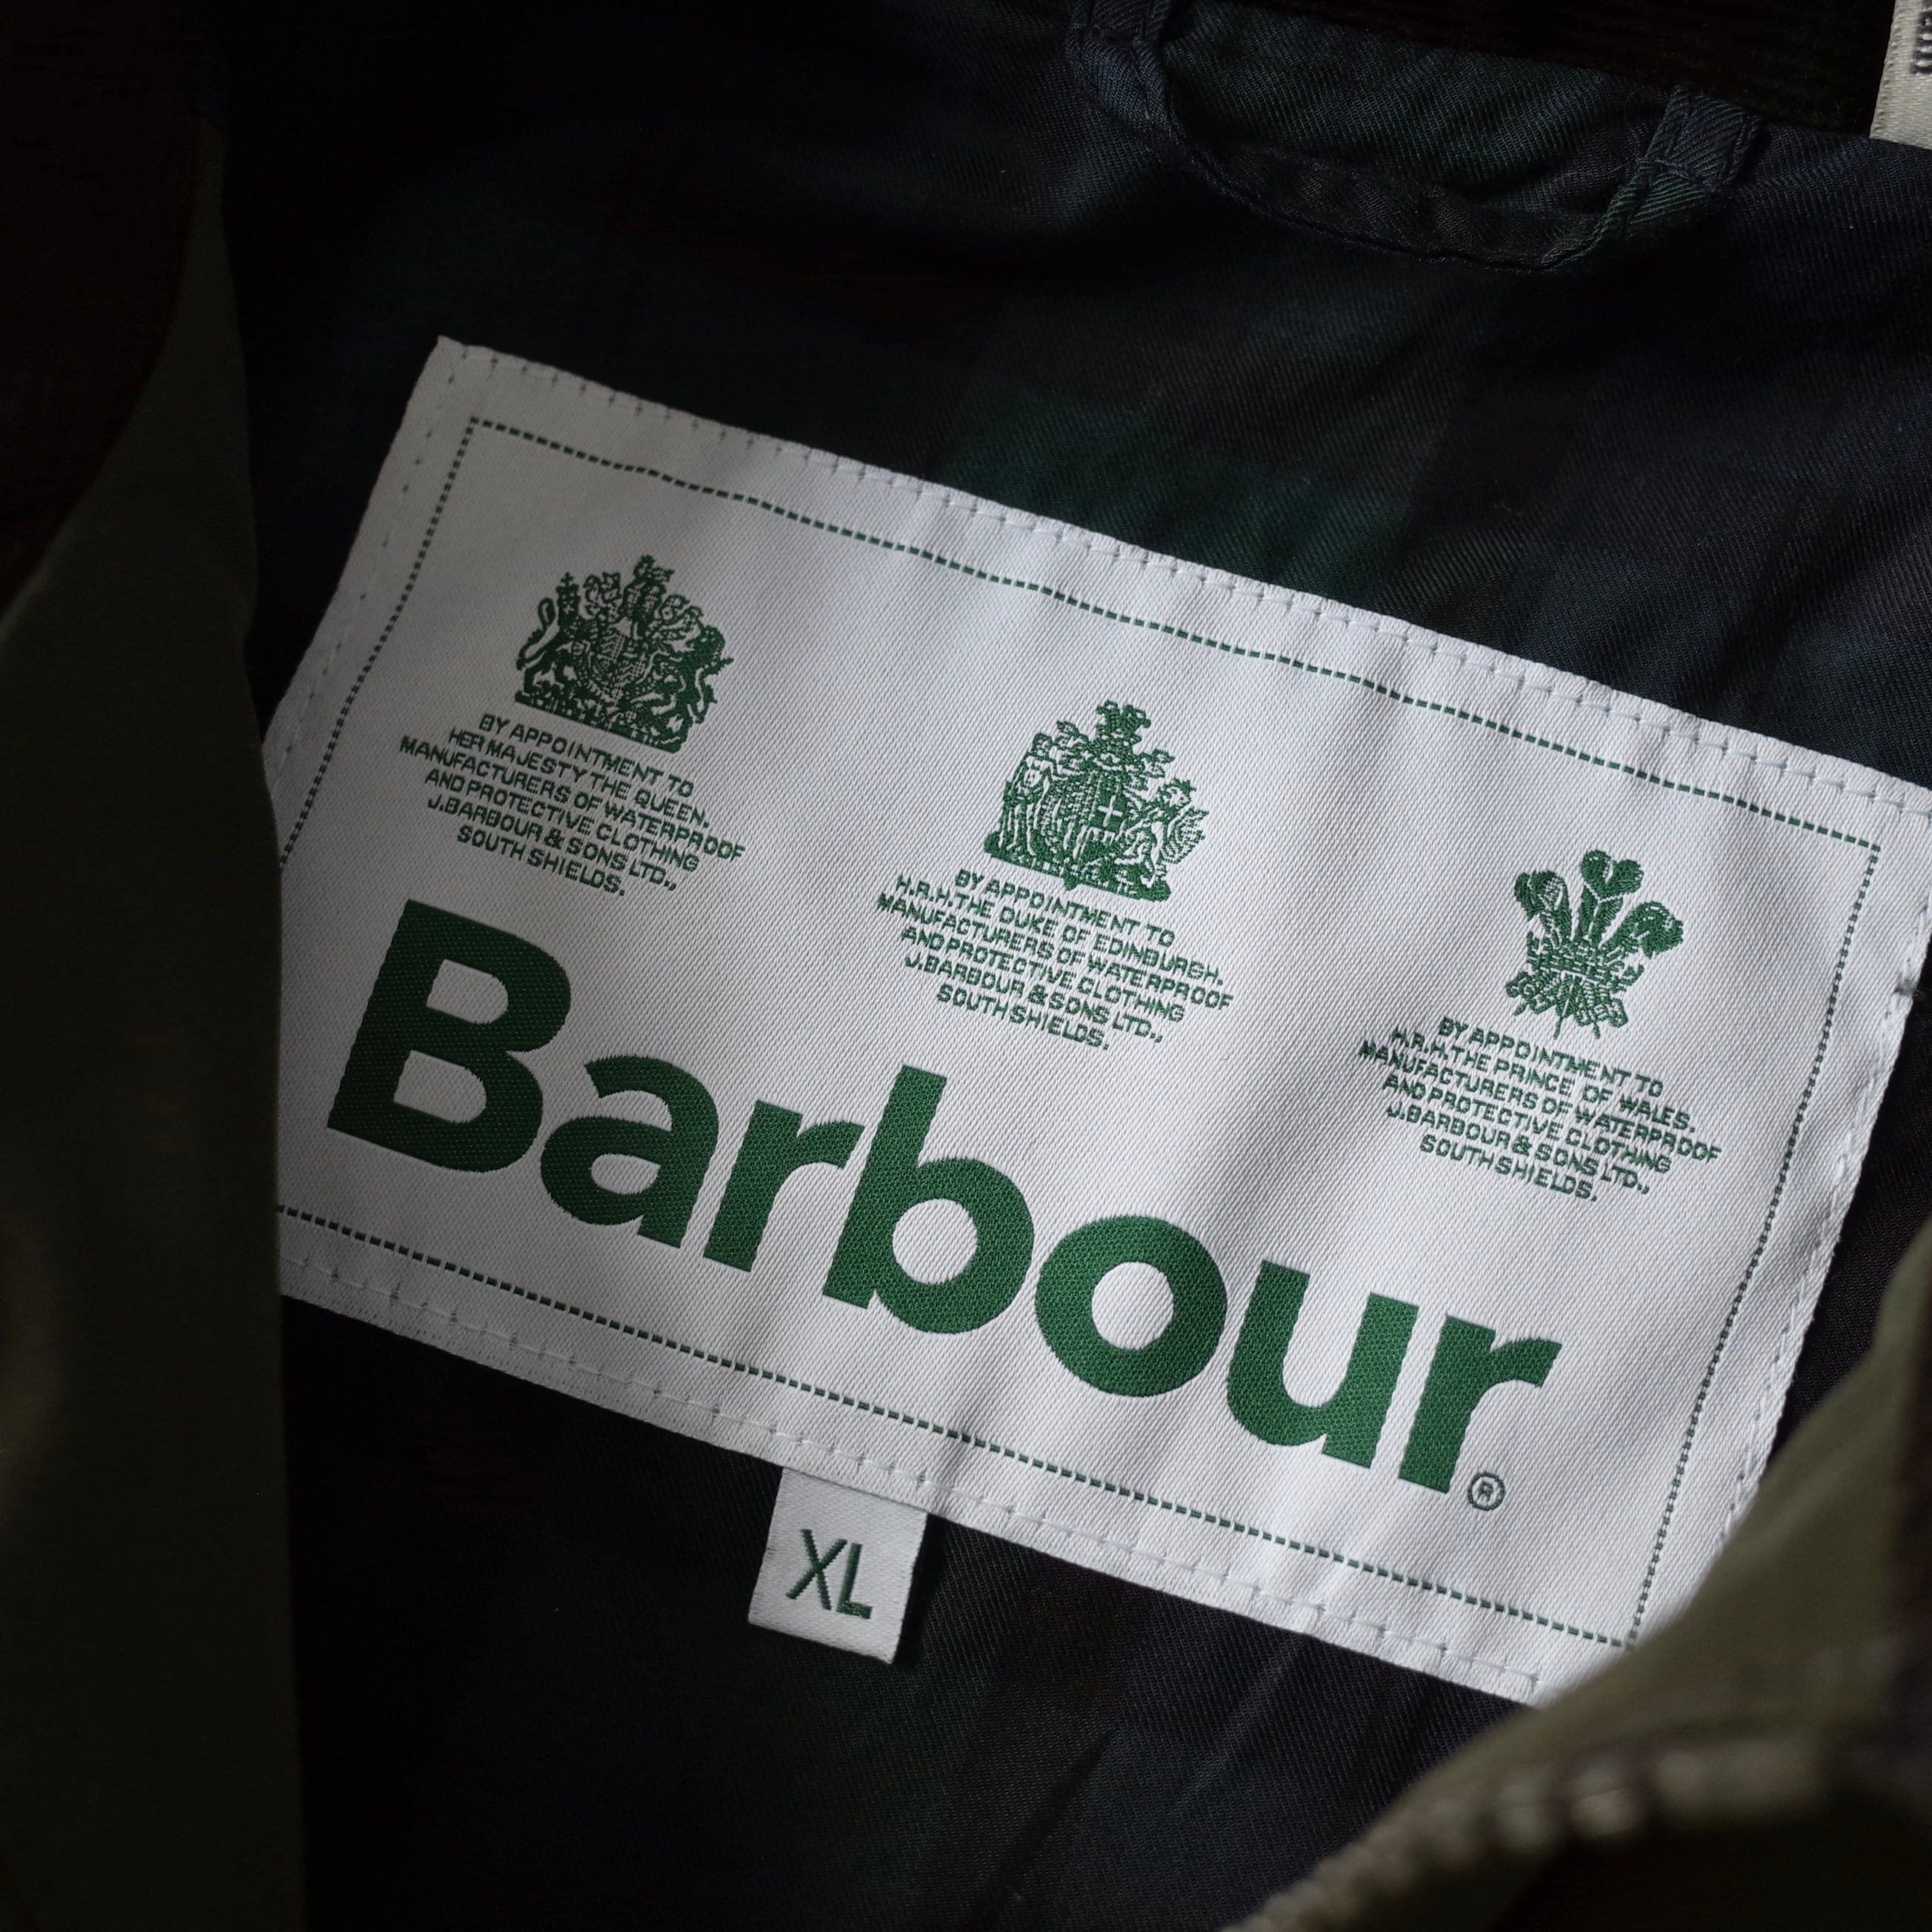 BY APPOINTMENT TO
HER MAJESTY THE QUEEN.
MANUFACTURERS OF WATERPROOF
AND PROTECTIVE CLOTHING
J.BARBOUR & SONS LTD.,
SOUTH SHIELDS.
BY APPOINTMENT TO
H.R.H. THE DUKE OF EDINBURGH.
MANUFACTURERS OF WATERPROOF
AND PROTECTIVE CLOTHING
J.BARBOUR & SONS LTD.,
SOUTH SHIELDS.
BY APPOINTMENT TO
H.R.H. THE PRINCE OF WALES.
MANUFACTURERS OF WATERPROOF
AND PROTECTIVE CLOTHING
J.BARBOUR & SONS LTD.,
SOUTH SHIELDS.
Barbour®
XL